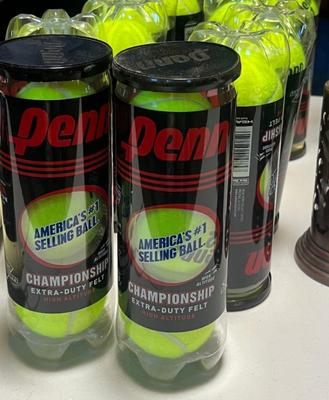 Penn
AMERICA'S #1
SELLING BALL
CHAMPIONSHIP
EXTRA-DUTY FELT
HIGH ALTITUDE
Penn
Penn
AMERICA'S #1
SELLING BALL
CHAMPIONSHIP
EXTRA-DUTY FELT
HIGH ALTITUDE